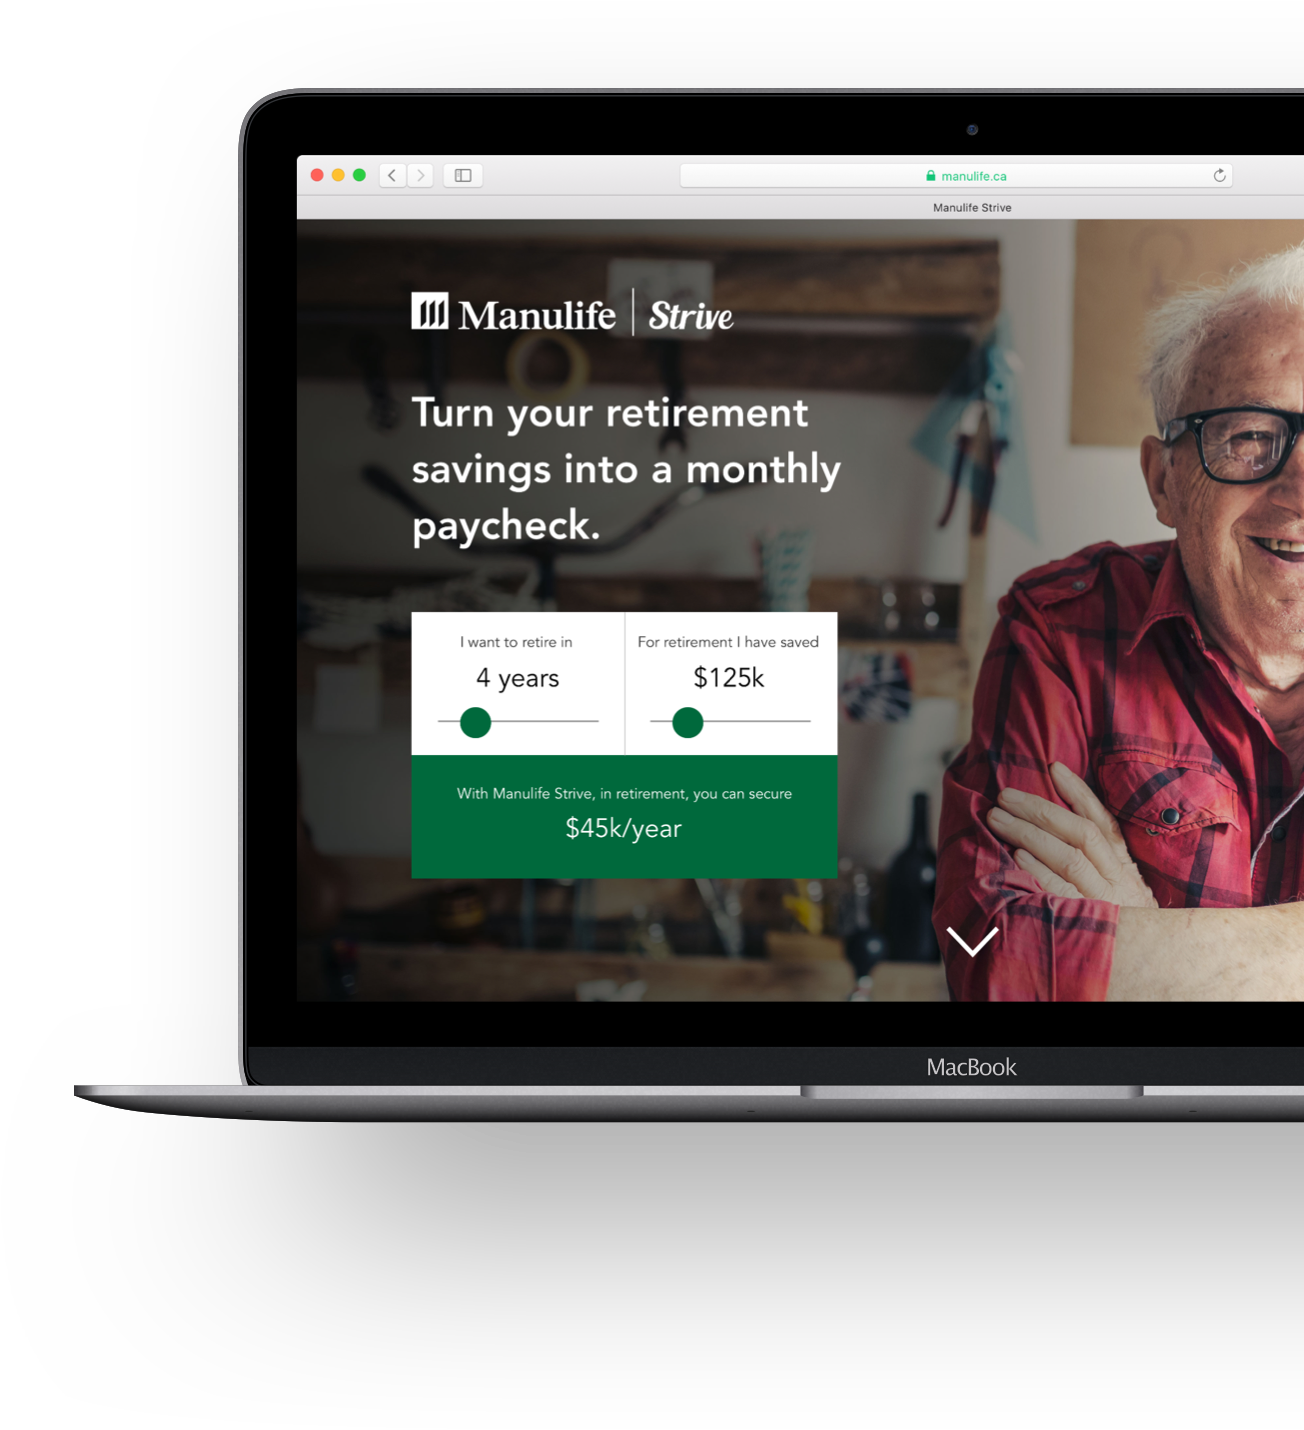 manulife.ca
Manulife Strive
Manulife | Strive
Turn your retirement
savings into a monthly
paycheck.
I want to retire in
4 years
For retirement I have saved
$125k
With Manulife Strive, in retirement, you can secure
$45k/year
MacBook